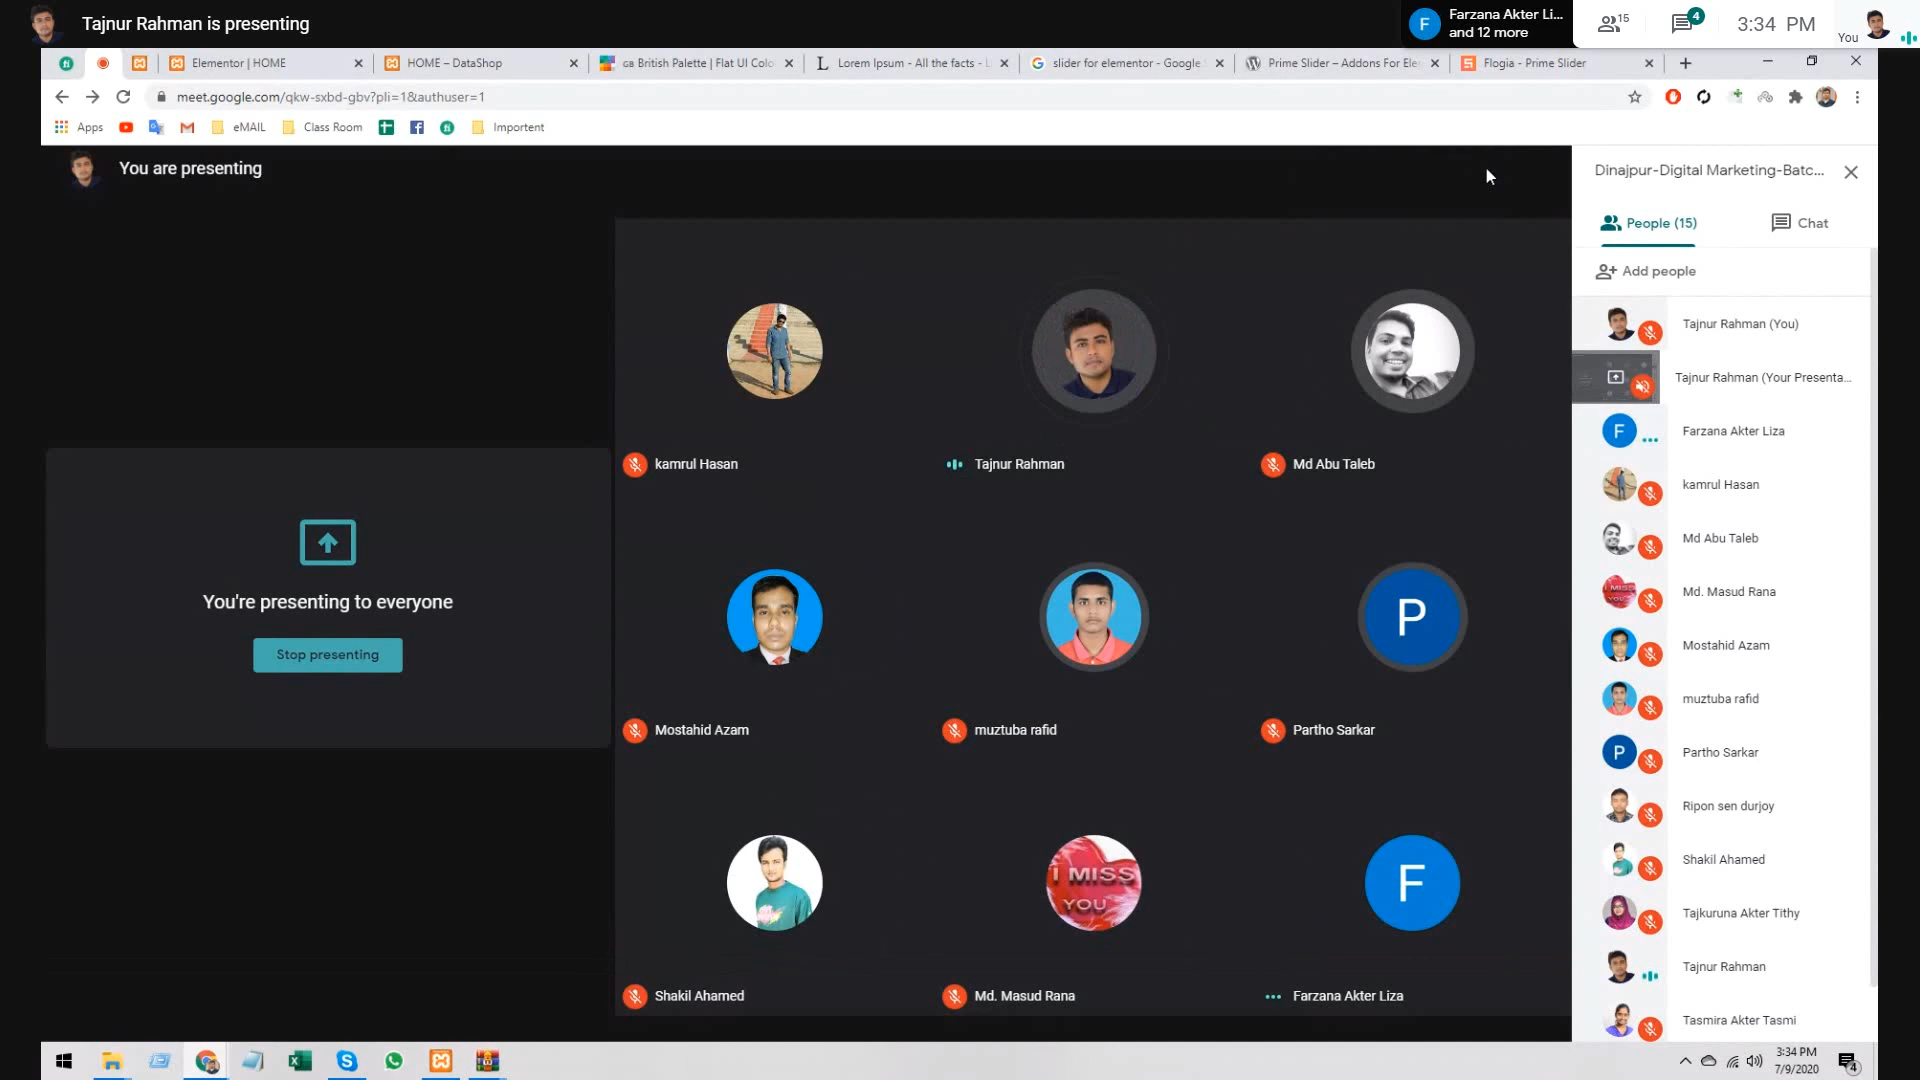 Tajnur Rahman is presenting
F
Farzana Akter Li...
and 12 more
15
4
3:34 PM
You
Elementor | HOME
HOME – DataShop
GB British Palette | Flat UI Colo
Lorem Ipsum - All the facts - L
slider for elementor - Google S
Prime Slider – Addons For Ele
Flogia - Prime Slider
meet.google.com/qkw-sxbd-gbv?pli=1&authuser=1
Apps
eMAIL
Class Room
Importent
You are presenting
You're presenting to everyone
Stop presenting
kamrul Hasan
Tajnur Rahman
Md Abu Taleb
P
Mostahid Azam
muztuba rafid
Partho Sarkar
I MISS
YOU
F
Shakil Ahamed
Md. Masud Rana
Farzana Akter Liza
Dinajpur-Digital Marketing-Batc...
People (15)
Chat
Add people
Tajnur Rahman (You)
Tajnur Rahman (Your Presenta...
F
Farzana Akter Liza
kamrul Hasan
Md Abu Taleb
Md. Masud Rana
Mostahid Azam
muztuba rafid
P
Partho Sarkar
Ripon sen durjoy
Shakil Ahamed
Tajkuruna Akter Tithy
Tajnur Rahman
Tasmira Akter Tasmi
3:34 PM
7/9/2020
4